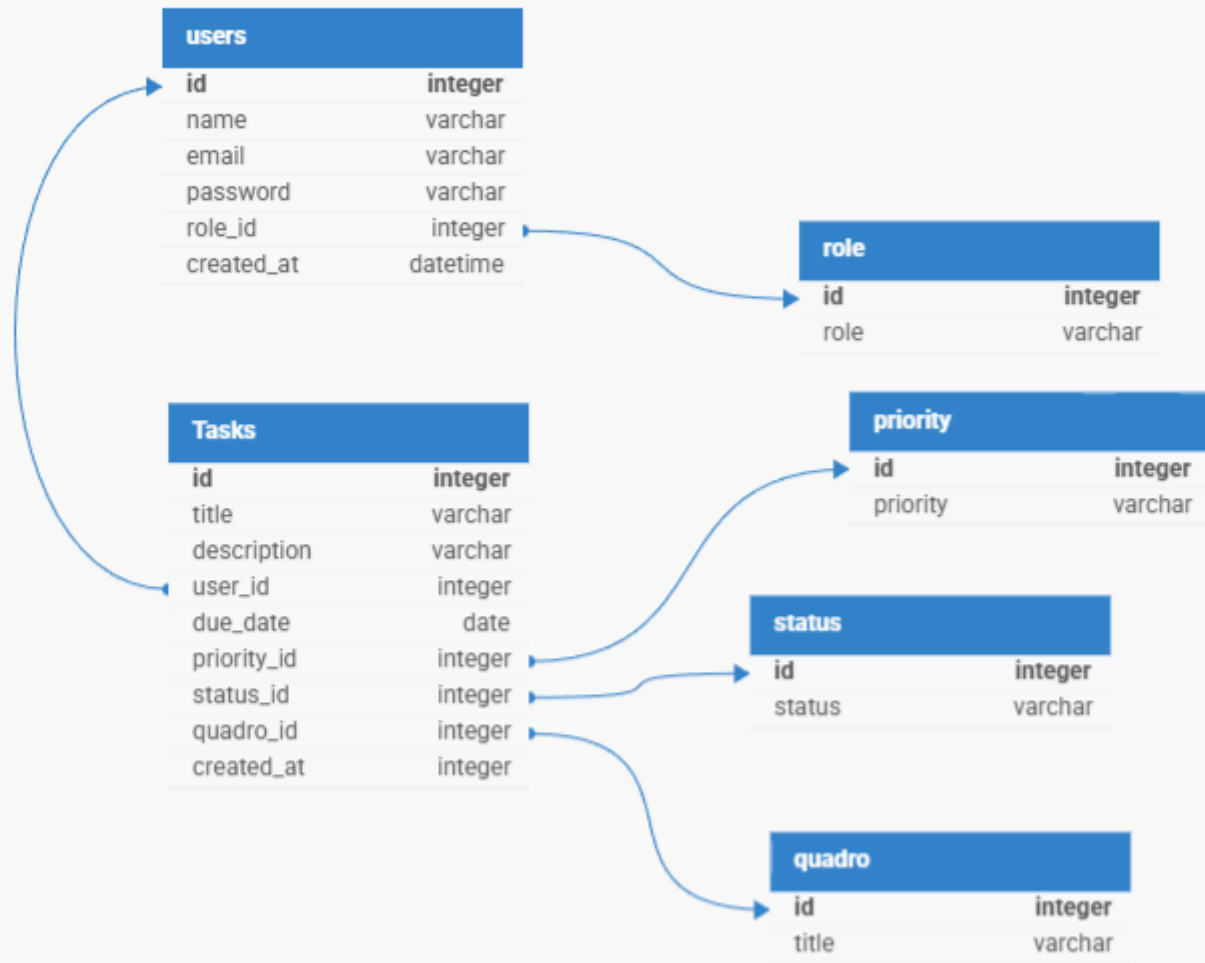 users
id integer
name varchar
email varchar
password varchar
role_id integer
created_at datetime
role
id integer
role varchar
Tasks
id integer
title varchar
description varchar
user_id integer
due_date date
priority_id integer
status_id integer
quadro_id integer
created_at integer
priority
id integer
priority varchar
status
id integer
status varchar
quadro
id integer
title varchar